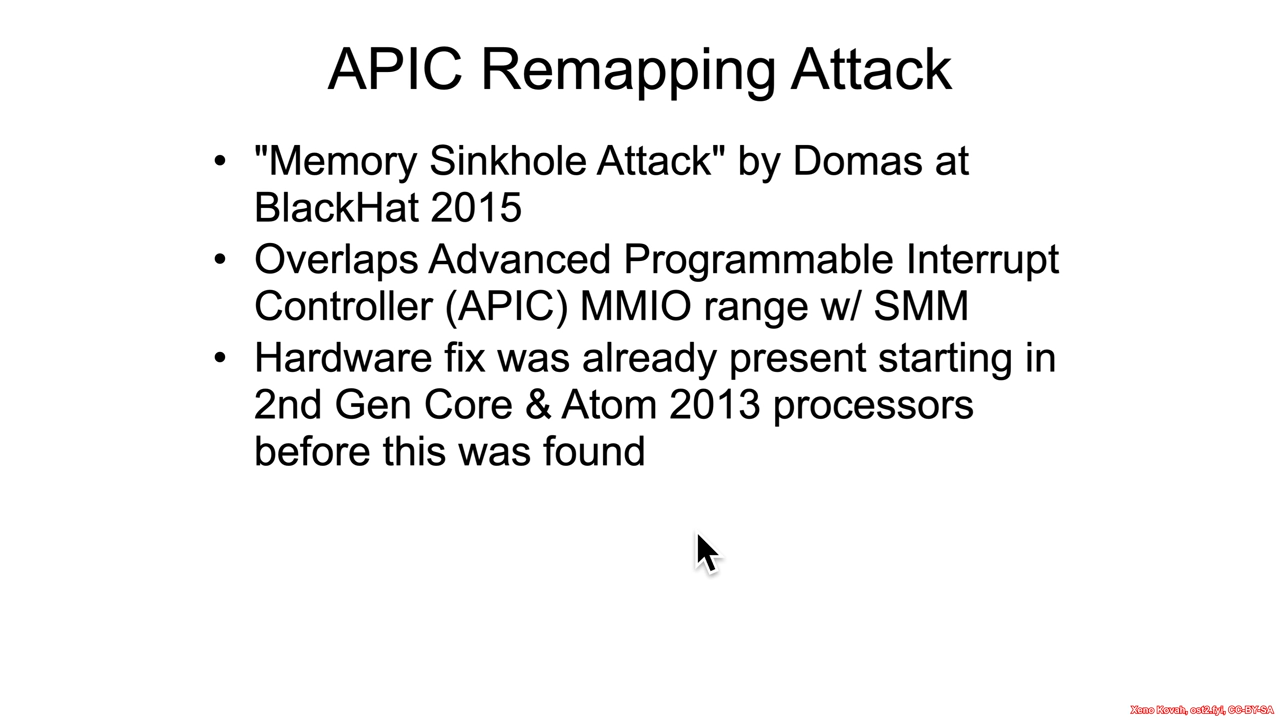 APIC Remapping Attack
• "Memory Sinkhole Attack" by Domas at
BlackHat 2015
• Overlaps Advanced Programmable Interrupt
Controller (APIC) MMIO range w/ SMM
• Hardware fix was already present starting in
2nd Gen Core & Atom 2013 processors
before this was found
Xeno Kovah, ost2.fyi, CC-BY-SA